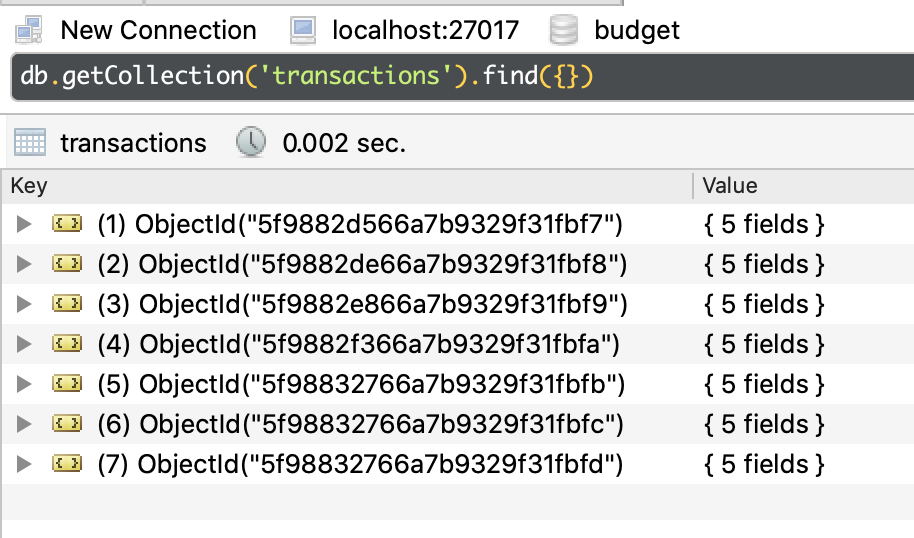 New Connection localhost:27017 budget
db.getCollection('transactions').find({})
transactions 0.002 sec.
Key Value
(1) ObjectId("5f9882d566a7b9329f31fbf7") { 5 fields }
(2) ObjectId("5f9882de66a7b9329f31fbf8") { 5 fields }
(3) ObjectId("5f9882e866a7b9329f31fbf9") { 5 fields }
(4) ObjectId("5f9882f366a7b9329f31fbfa") { 5 fields }
(5) ObjectId("5f98832766a7b9329f31fbfb") { 5 fields }
(6) ObjectId("5f98832766a7b9329f31fbfc") { 5 fields }
(7) ObjectId("5f98832766a7b9329f31fbfd") { 5 fields }